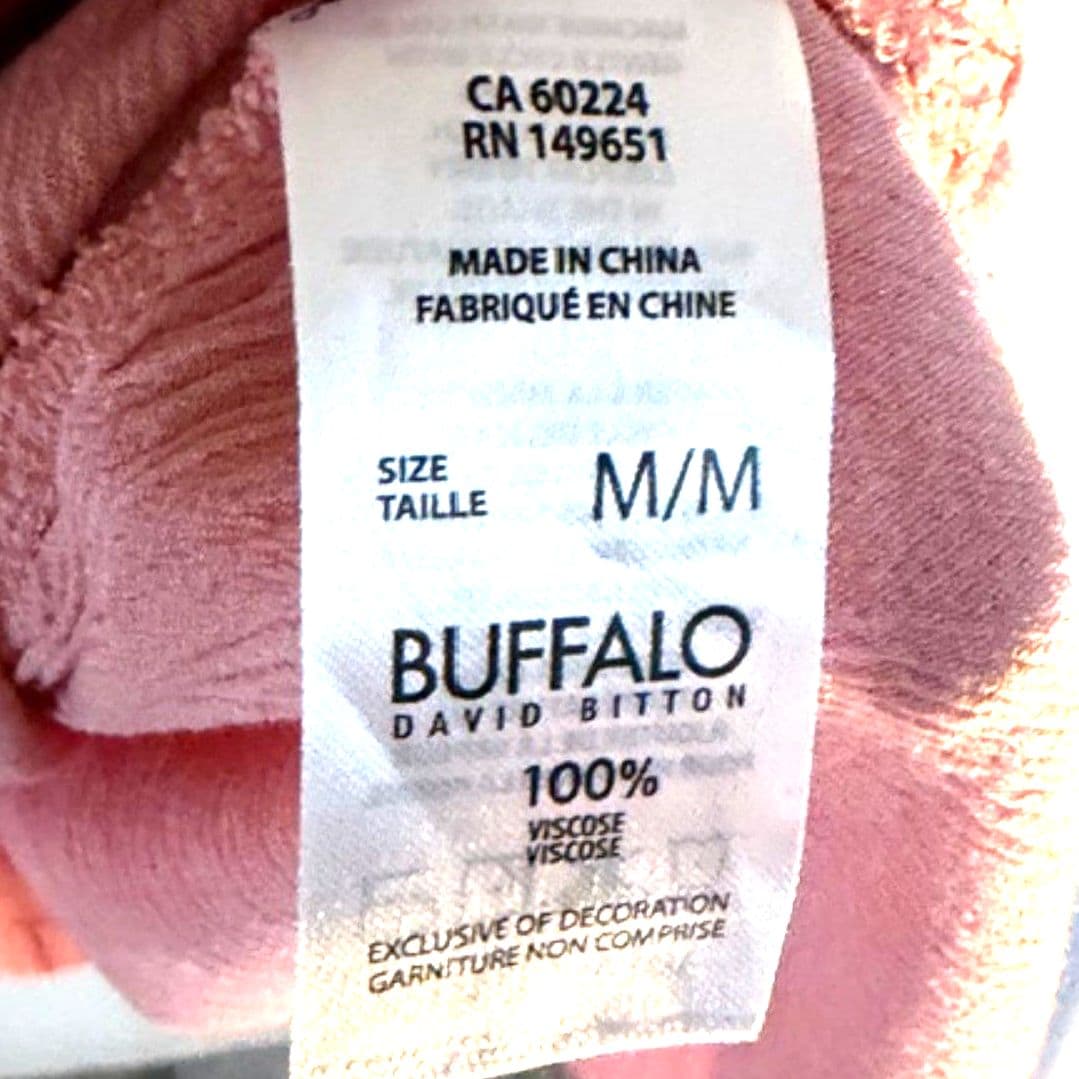 CA 60224
RN 149651
MADE IN CHINA
FABRIQUÉ EN CHINE
SIZE M/M
TAILLE
BUFFALO
DAVID BITTON
100%
VISCOSE
VISCOSE
EXCLUSIVE OF DECORATION
GARNITURE NON COMPRISE